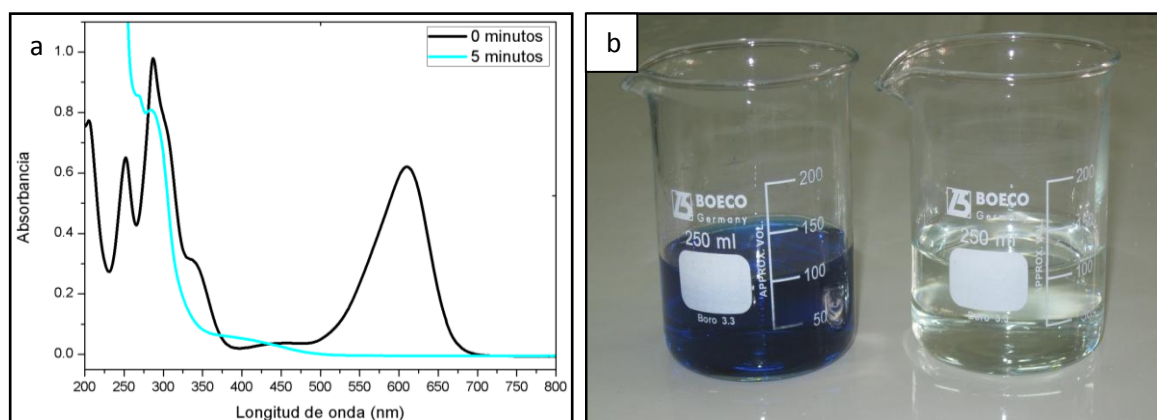 a
0 minutos
5 minutos
Absorbancia
1.0
0.8
0.6
0.4
0.2
0.0
200 250 300 350 400 450 500 550 600 650 700 750 800
Longitud de onda (nm)
b
BOECO
Germany
250 ml
Boro 3.3
APPROX. VOL.
200
150
100
50
BOECO
Germany
250 ml
200
150
100